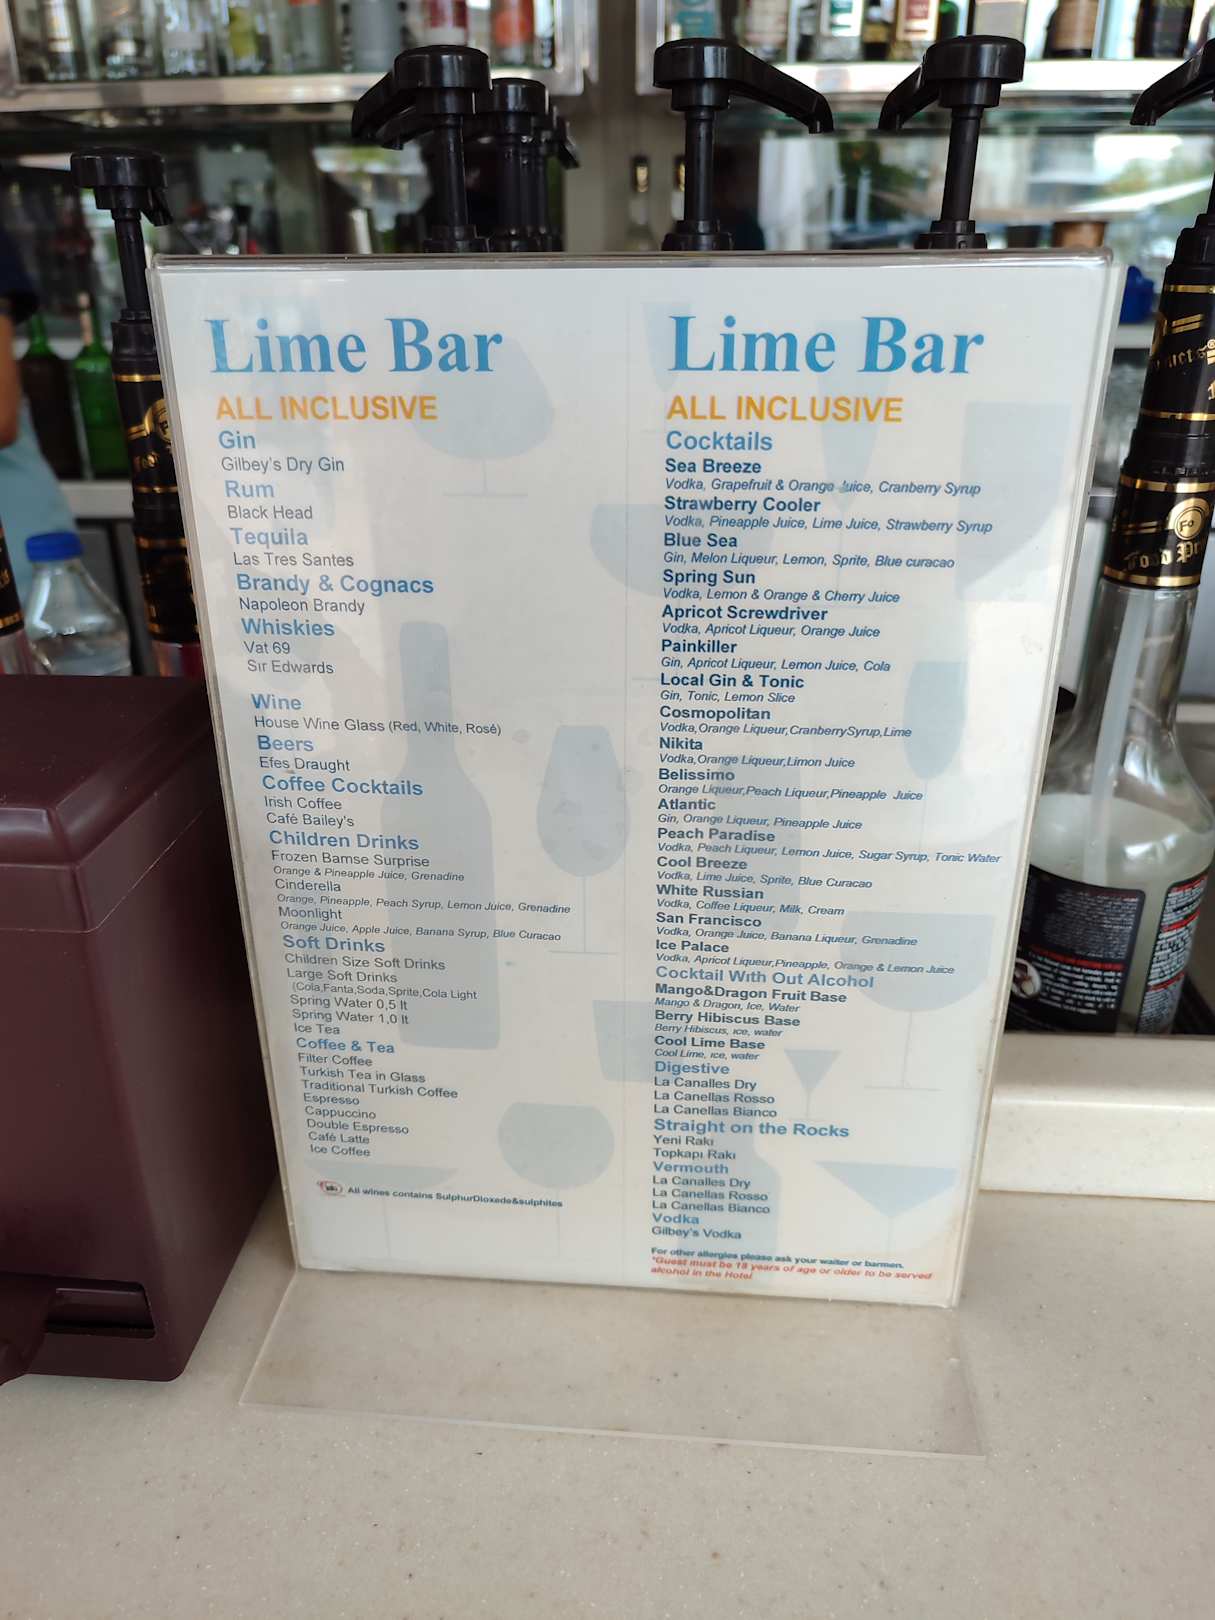 Lime Bar
ALL INCLUSIVE
Gin
Gilbey's Dry Gin
Rum
Black Head
Tequila
Las Tres Santes
Brandy & Cognacs
Napoleon Brandy
Whiskies
Vat 69
Sır Edwards
Wine
House Wine Glass (Red, White, Rosé)
Beers
Efes Draught
Coffee Cocktails
Irish Coffee
Café Bailey's
Children Drinks
Frozen Bamse Surprise
Orange & Pineapple Juice, Grenadine
Cinderella
Orange, Pineapple, Peach Syrup, Lemon Juice, Grenadine
Moonlight
Orange Juice, Apple Juice, Banana Syrup, Blue Curacao
Soft Drinks
Children Size Soft Drinks
Large Soft Drinks
(Cola,Fanta,Soda,Sprite,Cola Light
Spring Water 0,5 lt
Spring Water 1,0 lt
Ice Tea
Coffee & Tea
Filter Coffee
Turkish Tea in Glass
Traditional Turkish Coffee
Espresso
Cappuccino
Double Espresso
Café Latte
Ice Coffee
All wines contains SulphurDioxede&sulphites
Lime Bar
ALL INCLUSIVE
Cocktails
Sea Breeze
Vodka, Grapefruit & Orange Juice, Cranberry Syrup
Strawberry Cooler
Vodka, Pineapple Juice, Lime Juice, Strawberry Syrup
Blue Sea
Gin, Melon Liqueur, Lemon, Sprite, Blue curacao
Spring Sun
Vodka, Lemon & Orange & Cherry Juice
Apricot Screwdriver
Vodka, Apricot Liqueur, Orange Juice
Painkiller
Gin, Apricot Liqueur, Lemon Juice, Cola
Local Gin & Tonic
Gin, Tonic, Lemon Slice
Cosmopolitan
Vodka,Orange Liqueur,CranberrySyrup,Lime
Nikita
Vodka,Orange Liqueur,Limon Juice
Belissimo
Orange Liqueur,Peach Liqueur,Pineapple Juice
Atlantic
Gin, Orange Liqueur, Pineapple Juice
Peach Paradise
Vodka, Peach Liqueur, Lemon Juice, Sugar Syrup, Tonic Water
Cool Breeze
Vodka, Lime Juice, Sprite, Blue Curacao
White Russian
Vodka, Coffee Liqueur, Milk, Cream
San Francisco
Vodka, Orange Juice, Banana Liqueur, Grenadine
Ice Palace
Vodka, Apricot Liqueur,Pineapple, Orange & Lemon Juice
Cocktail Wıth Out Alcohol
Mango&Dragon Fruit Base
Mango & Dragon, Ice, Water
Berry Hibiscus Base
Berry Hibiscus, ıce, water
Cool Lime Base
Cool Lime, ıce, water
Digestive
La Canalles Dry
La Canellas Rosso
La Canellas Bianco
Straight on the Rocks
Yeni Rakı
Topkapı Rakı
Vermouth
La Canalles Dry
La Canellas Rosso
La Canellas Bianco
Vodka
Gilbey's Vodka
For other allergies please ask your waiter or barmen.
*Guest must be 18 years of age or older to be served
alcohol in the Hotel